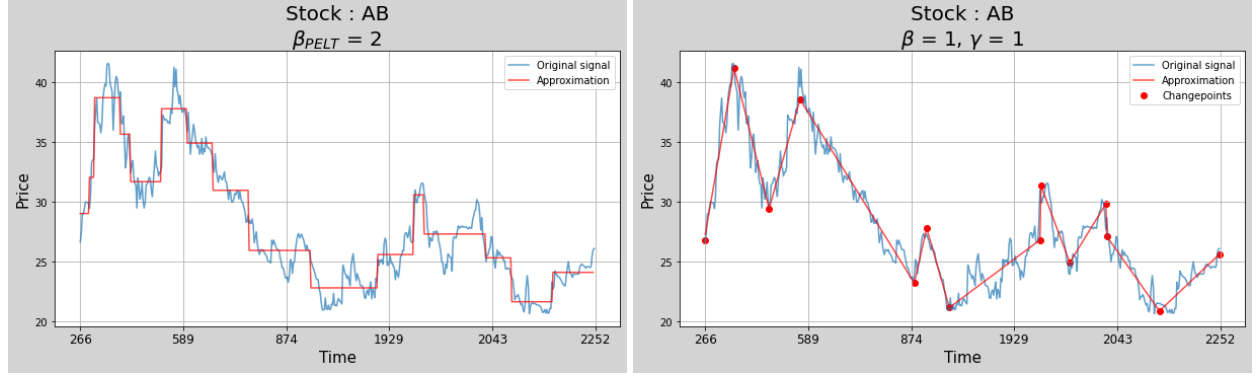 Stock : AB
β_PELT = 2
Original signal
Approximation
Price
40
35
30
25
20
266
589
874
1929
2043
2252
Time
Stock : AB
β = 1, γ = 1
Original signal
Approximation
Changepoints
Price
40
35
30
25
20
266
589
874
1929
2043
2252
Time